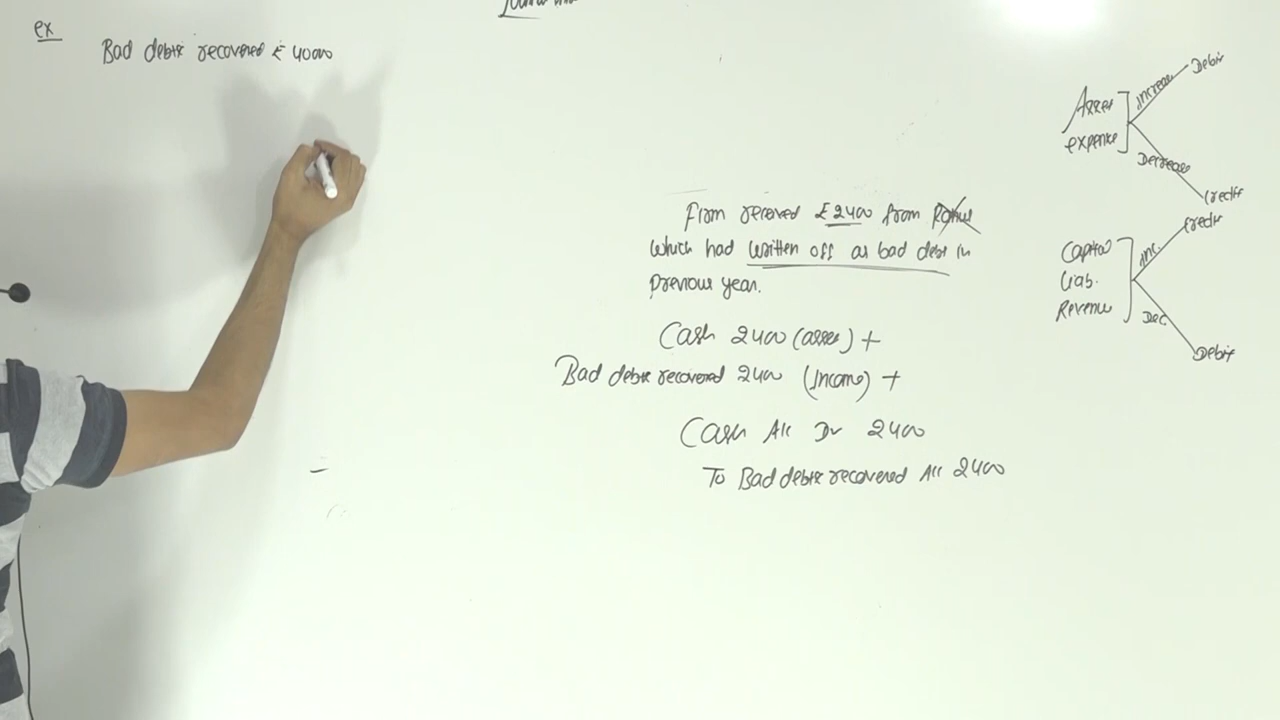 ex
Bad debts recovered ₹ 40000
Firm received ₹ 2400 from
which had written off as bad debt in
previous year.
Cash 2400 (asset) +
Bad debts recovered 2400 (Income) +
Cash A/c Dr 2400
To Bad debts recovered A/c 2400
Asset
expense
Increase
Debit
Decrease
Credit
Capital
Liab.
Revenue
Inc.
Credit
Dec
Debit